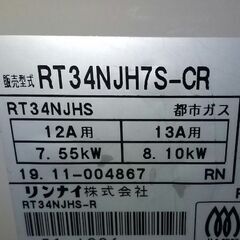 販売型式 RT34NJH7S-CR
RT34NJHS 都市ガス
12A用 13A用
7.55kW 8.10kW
19.11-004867 RN
リンナイ株式会社
RT34NJHS-R